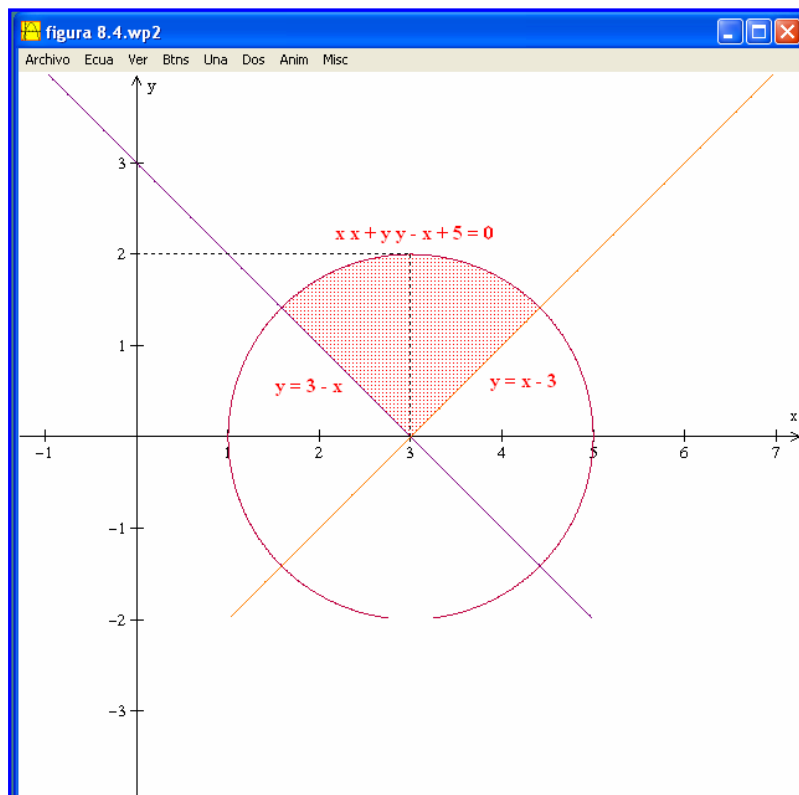 figura 8.4.wp2
Archivo Ecua Ver Btns Una Dos Anim Misc
y
3
x x + y y - x + 5 = 0
2
1
y = 3 - x
y = x - 3
x
-1 1 2 3 4 5 6 7
-1
-2
-3